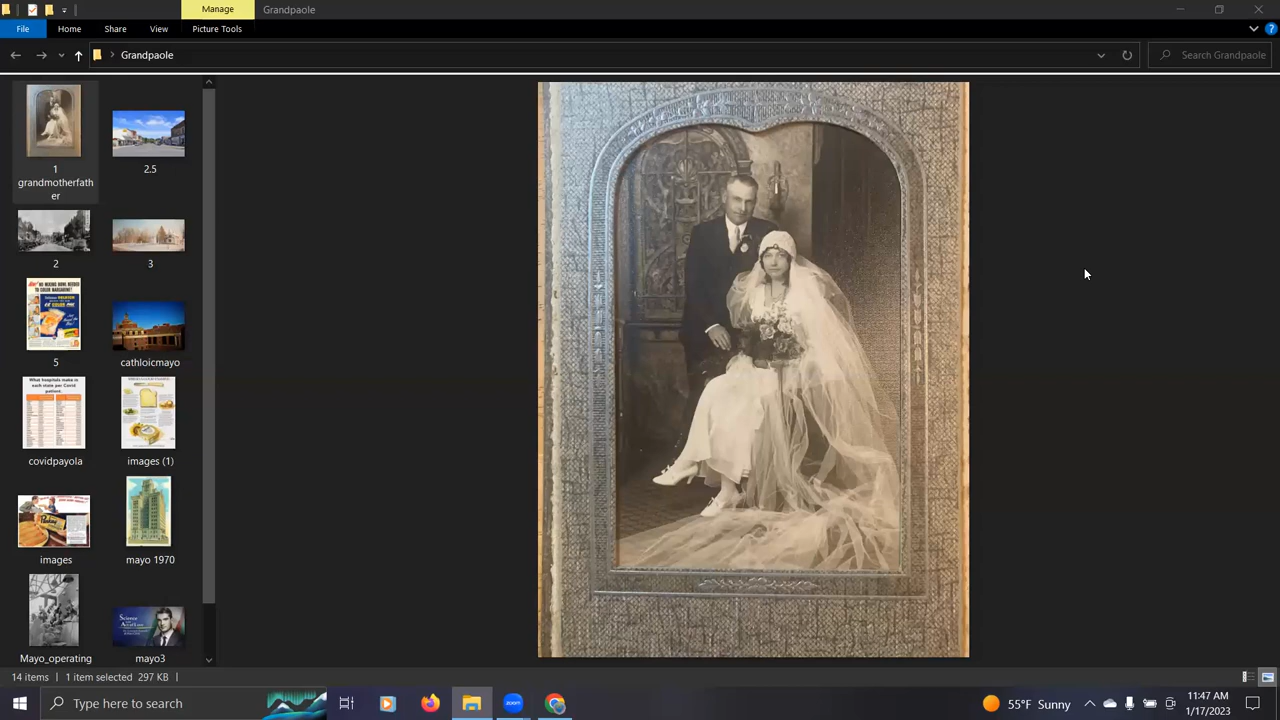 Manage
Grandpaole
File
Home
Share
View
Picture Tools
Grandpaole
Search Grandpaole
1
grandmotherfath
er
2.5
2
3
5
cathloicmayo
What hospitals make in
each state per Covid
patient.
covidpayola
images (1)
images
mayo 1970
Mayo_operating
mayo3
14 items
1 item selected 297 KB
Type here to search
zoom
55°F Sunny
11:47 AM
1/17/2023